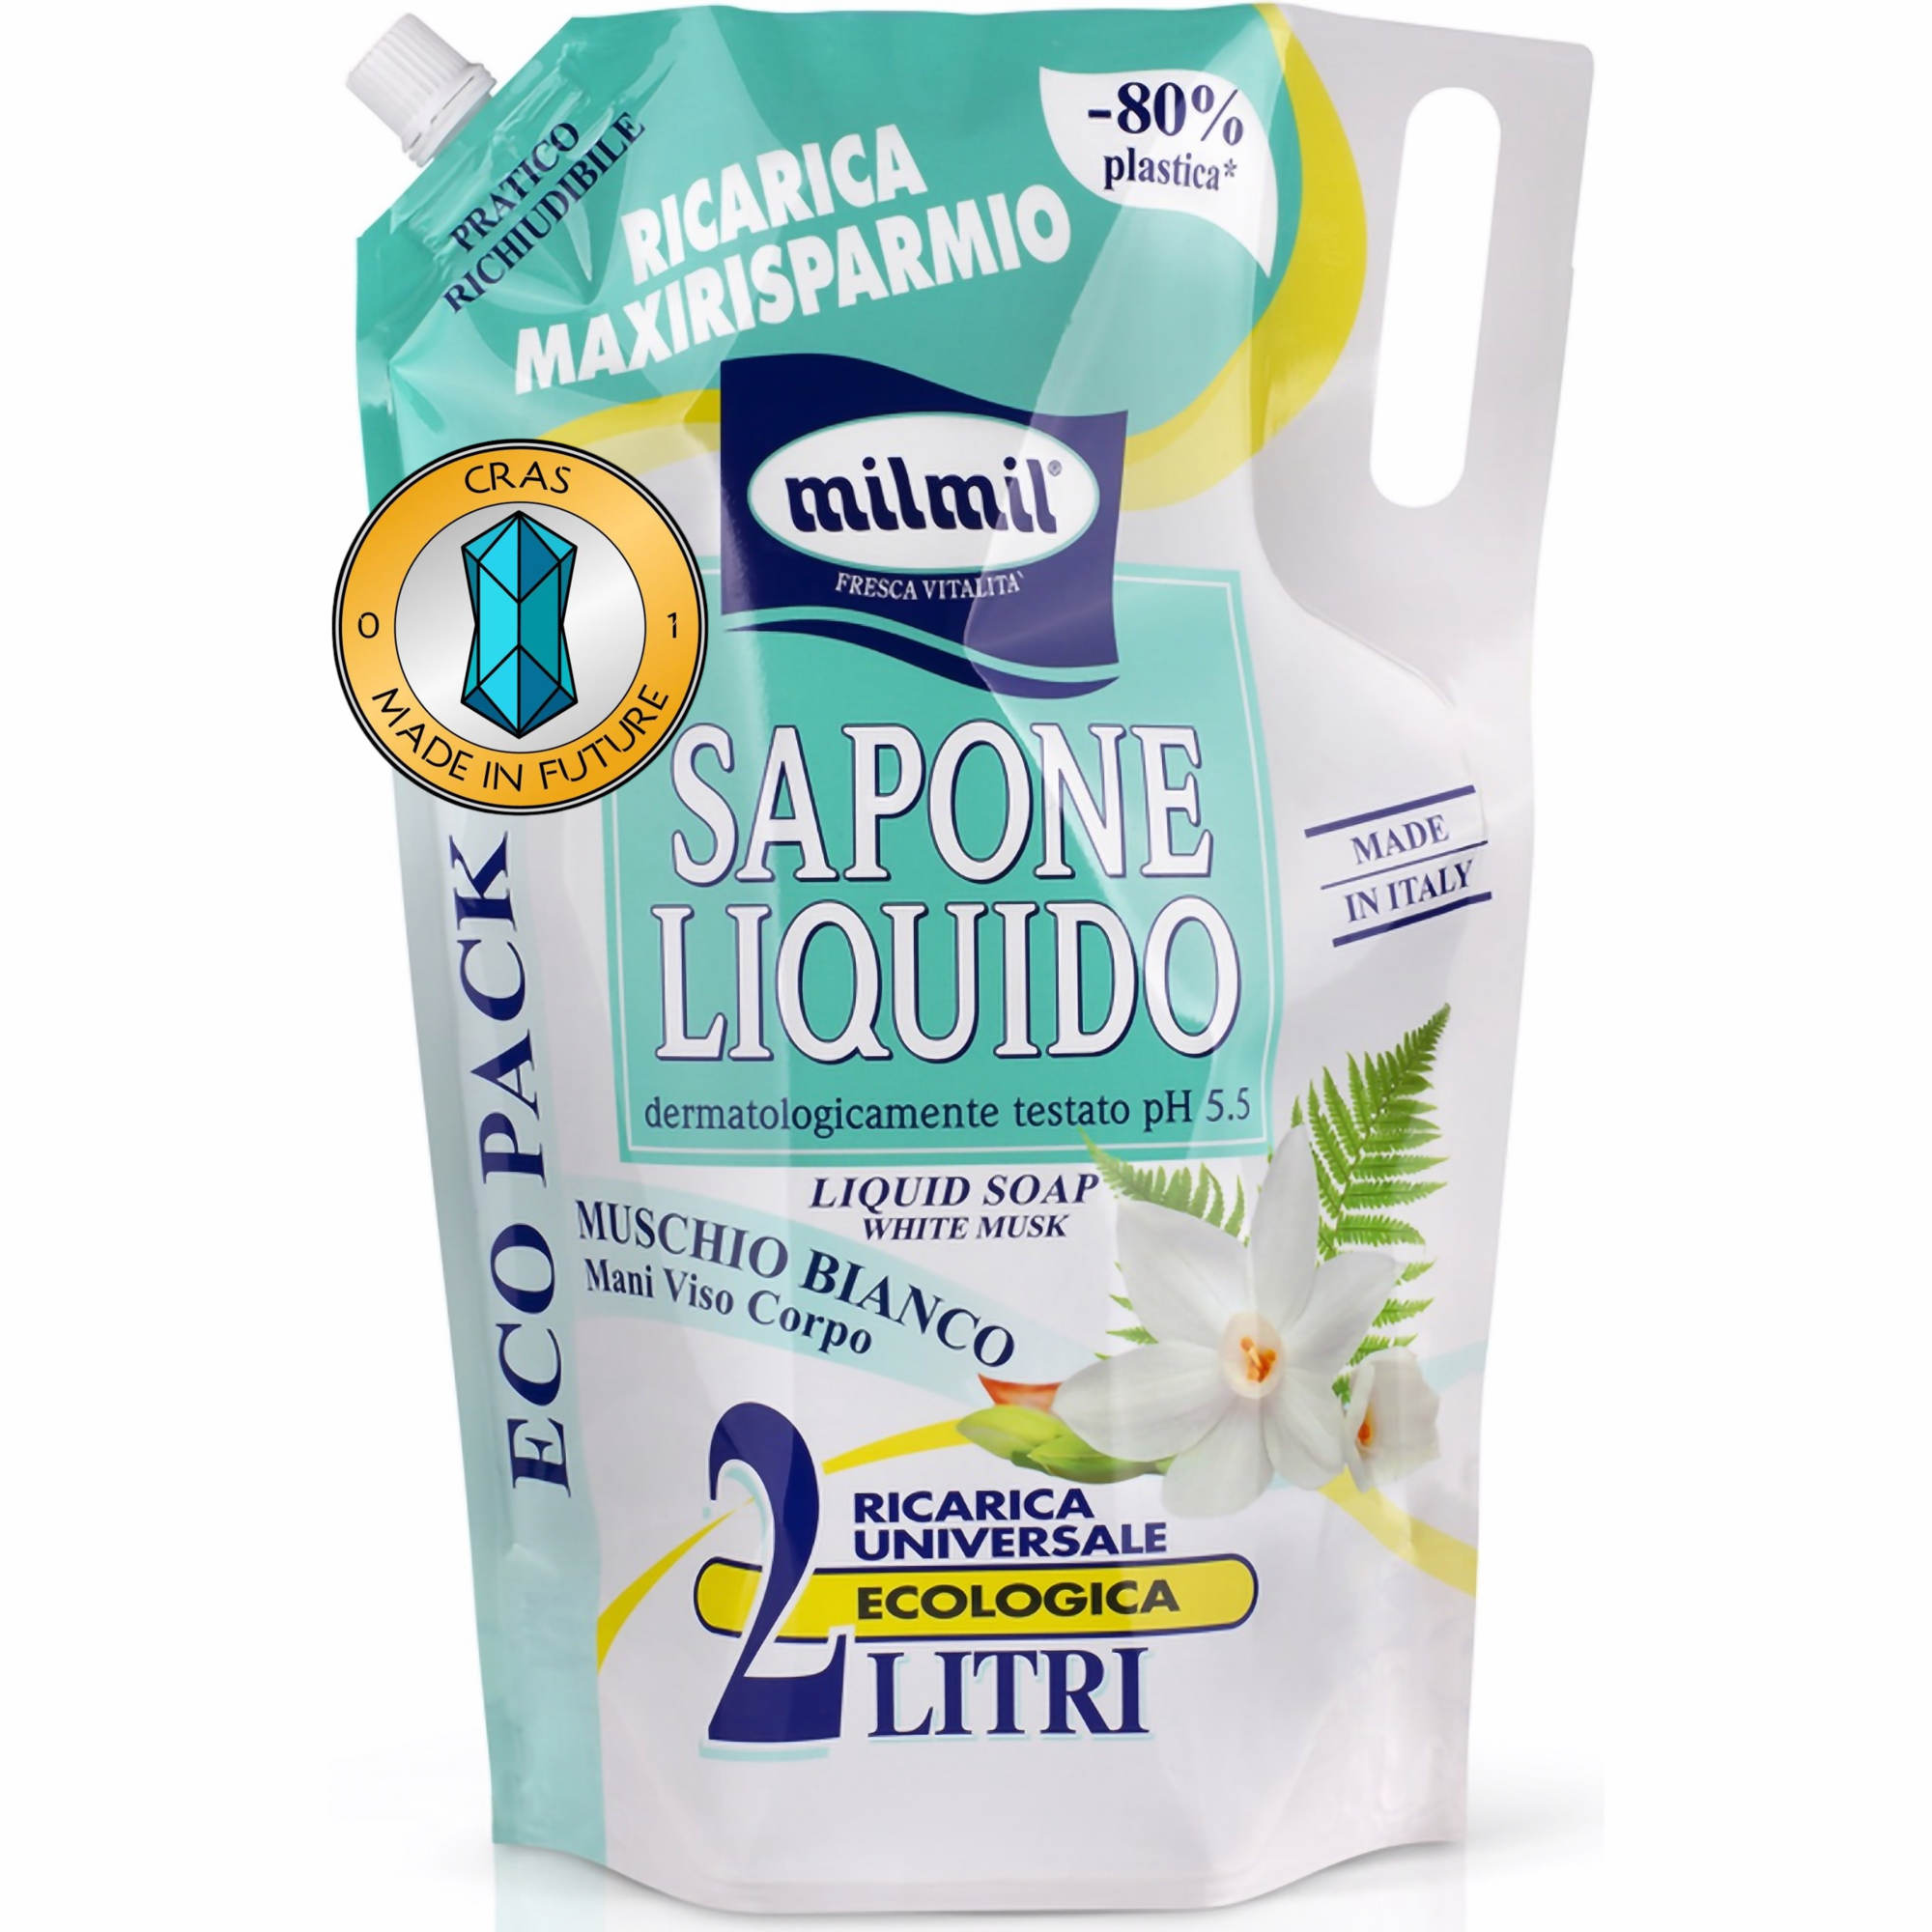 PRATICO
RICHIUDIBILE
RICARICA
MAXIRISPARMIO
-80%
plastica*
milmil®
FRESCA VITALITA`
CRAS
0 1
MADE IN FUTURE
SAPONE
LIQUIDO
dermatologicamente testato pH 5.5
MADE
IN ITALY
ECO PACK
LIQUID SOAP
WHITE MUSK
MUSCHIO BIANCO
Mani Viso Corpo
2
RICARICA
UNIVERSALE
ECOLOGICA
LITRI